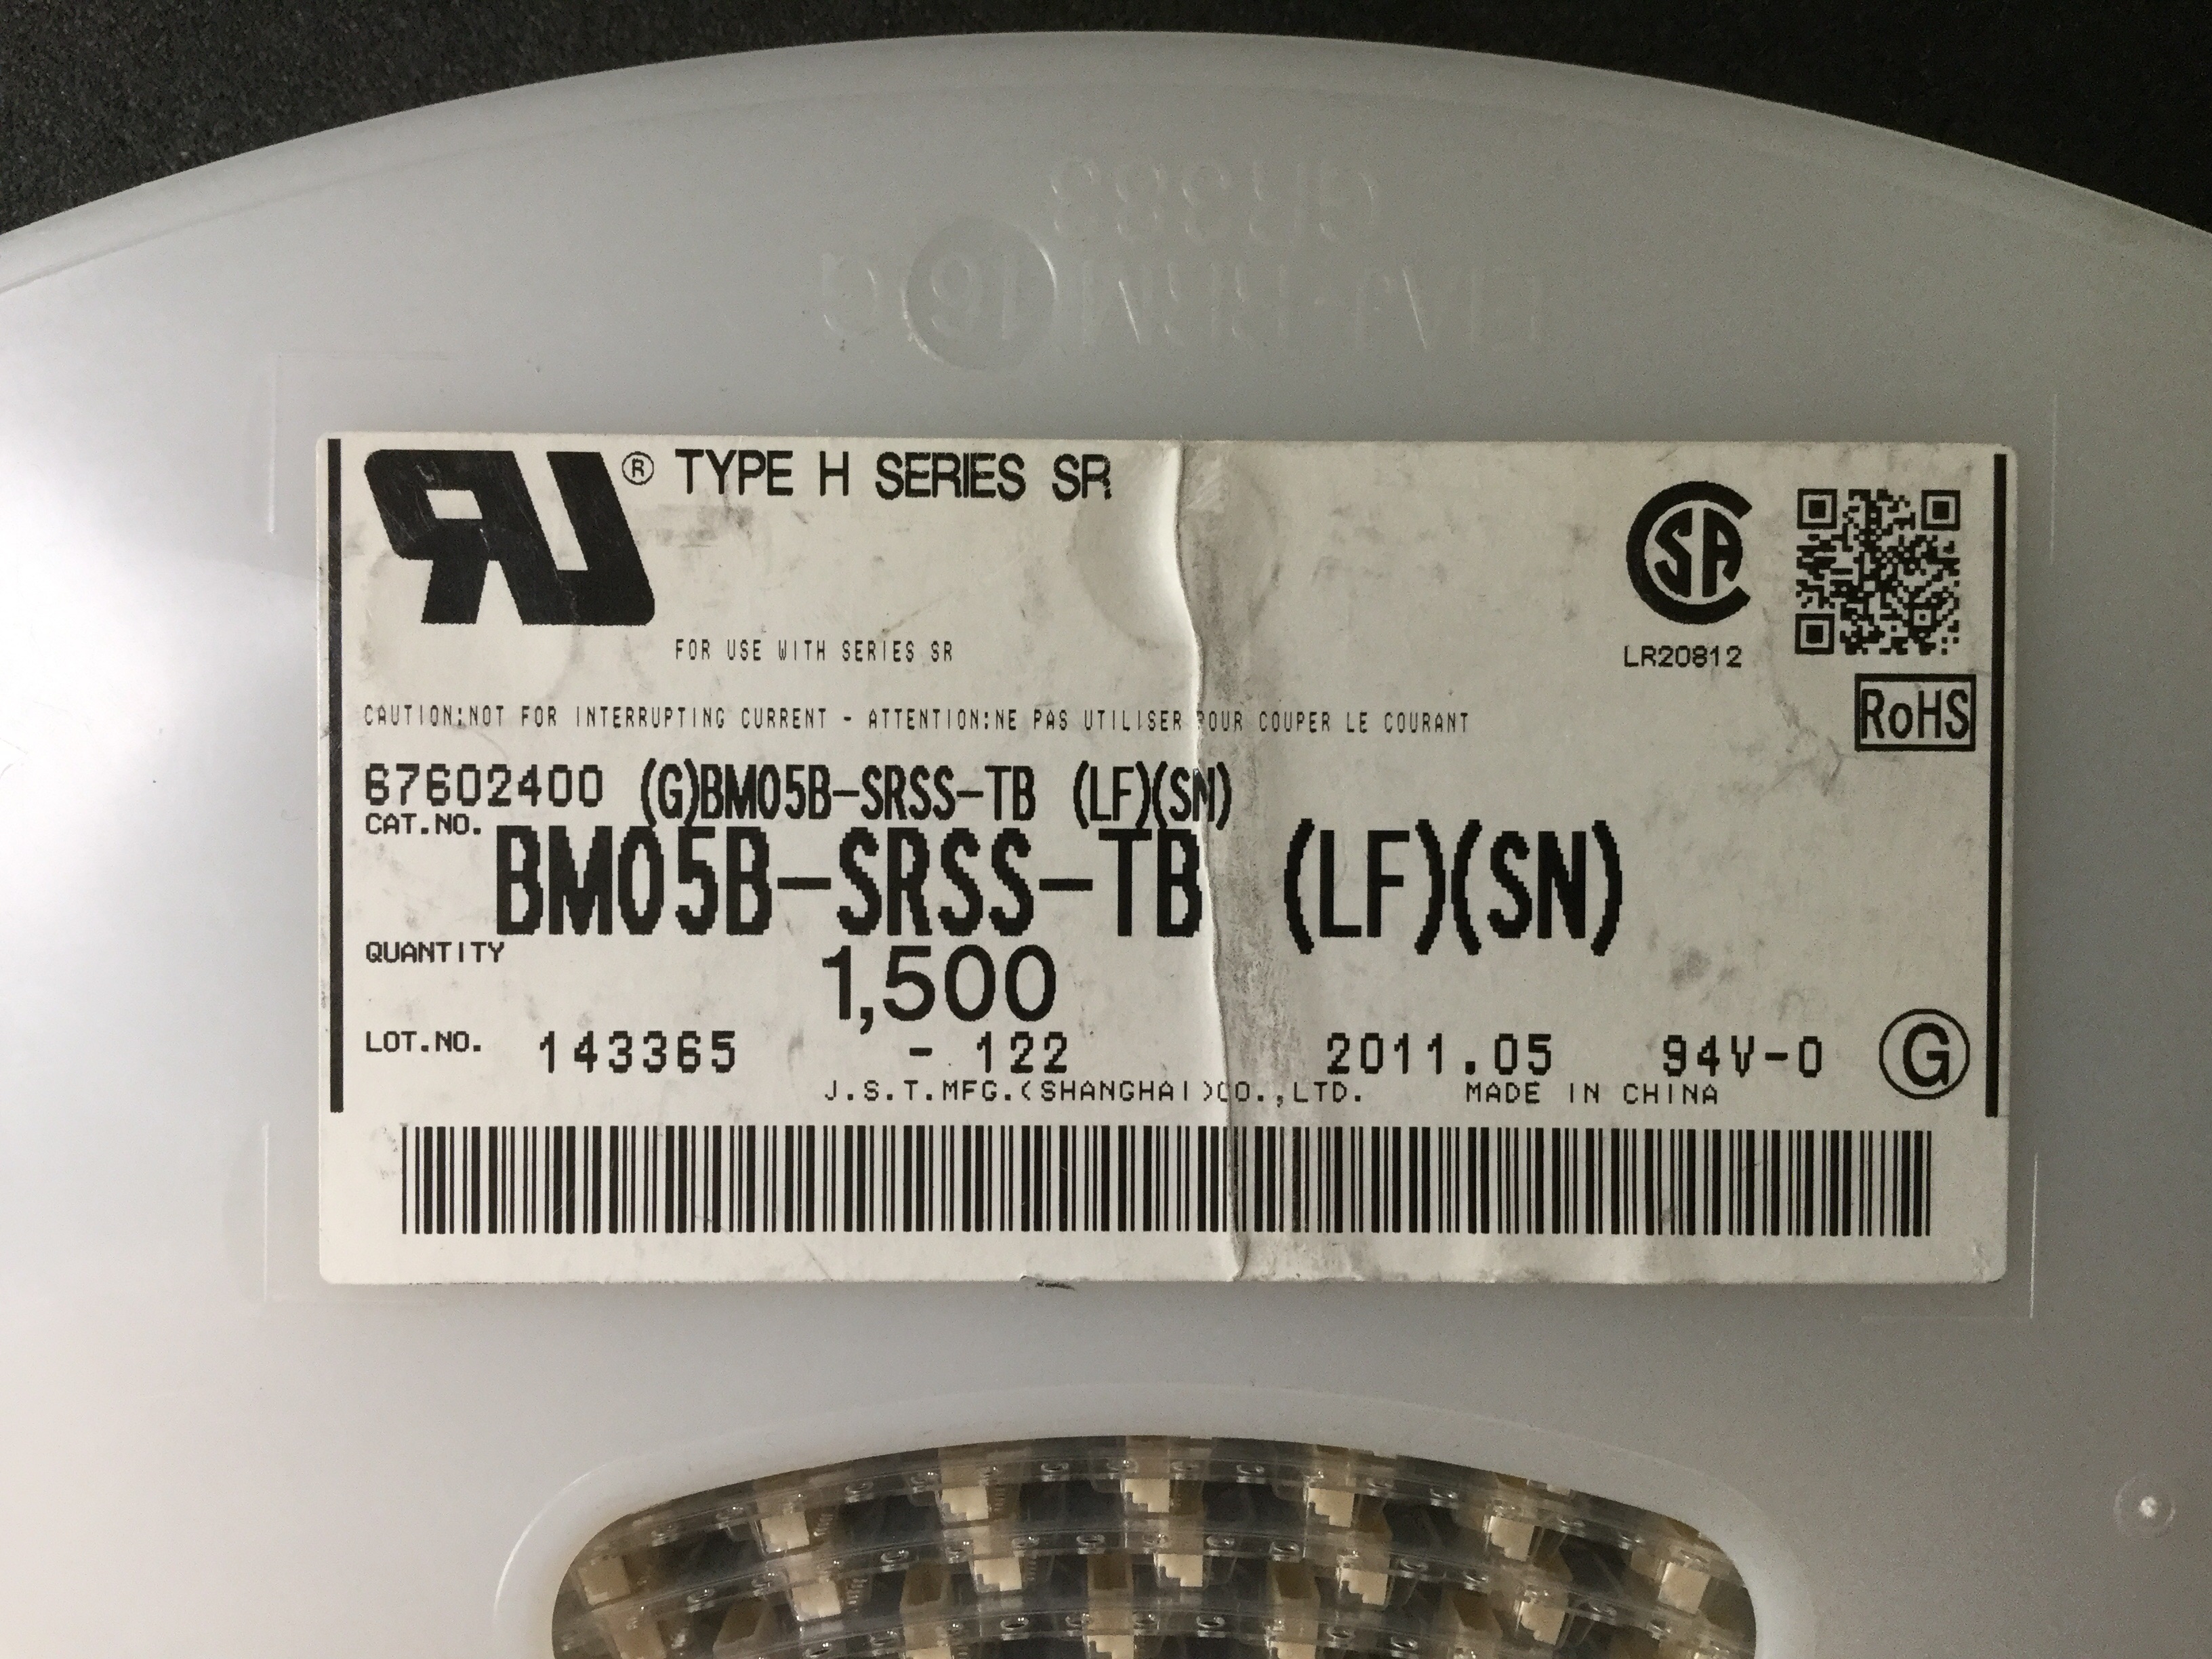 ® TYPE H SERIES SR
FOR USE WITH SERIES SR
LR20812
RoHS
CAUTION:NOT FOR INTERRUPTING CURRENT - ATTENTION:NE PAS UTILISER POUR COUPER LE COURANT
67602400 (G)BM05B-SRSS-TB (LF)(SN)
CAT.NO.
BM05B-SRSS-TB (LF)(SN)
QUANTITY
1,500
LOT.NO. 143365 - 122 2011.05 94V-0 G
J.S.T.MFG.(SHANGHAI)CO.,LTD. MADE IN CHINA